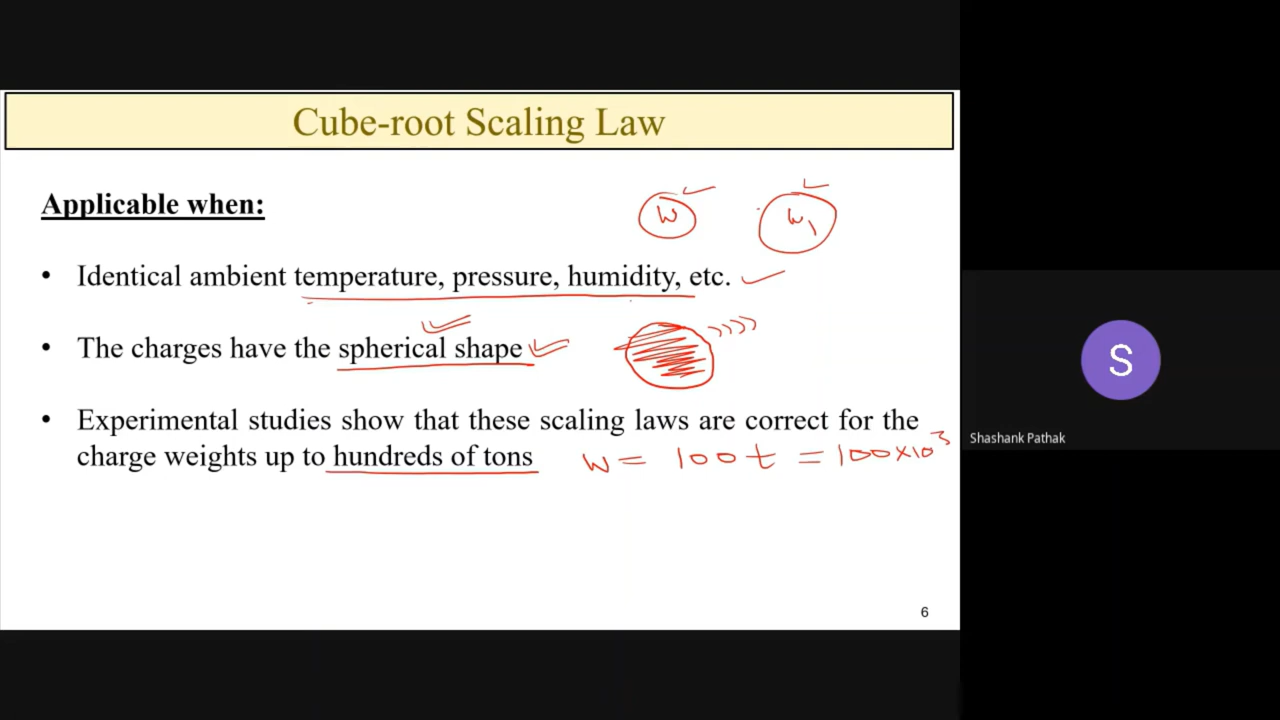 Cube-root Scaling Law
Applicable when:
W
W1
• Identical ambient temperature, pressure, humidity, etc.
• The charges have the spherical shape
• Experimental studies show that these scaling laws are correct for the
charge weights up to hundreds of tons
W = 100 t = 100×10³
6
S
Shashank Pathak